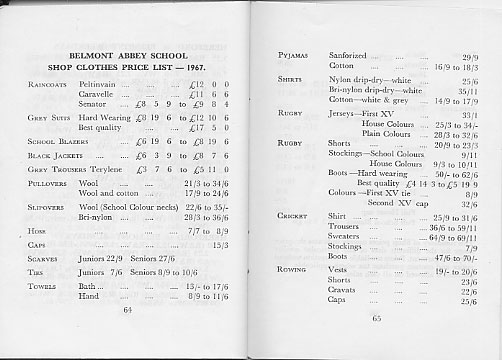 BELMONT ABBEY SCHOOL
SHOP CLOTHES PRICE LIST — 1967.
RAINCOATS Peltinvain ... ... ... £12 0 0
Caravelle ... ... ... £11 6 6
Senator ... £8 5 9 to £9 8 4
GREY SUITS Hard Wearing £8 19 6 to £12 10 6
Best quality ... ... £17 5 0
SCHOOL BLAZERS ... ... £6 19 6 to £8 19 6
BLACK JACKETS ... ... £6 3 9 to £8 7 6
GREY TROUSERS Terylene £3 7 6 to £5 11 0
PULLOVERS Wool ... ... ... 21/3 to 34/6
Wool and cotton ... 17/9 to 24/6
SLIPOVERS Wool (School Colour necks) 22/6 to 35/-
Bri-nylon ... ... 28/3 to 36/6
HOSE ... ... ... ... 7/7 to 8/9
CAPS ... ... ... ... 15/3
SCARVES Juniors 22/9 Seniors 27/6
TIES Juniors 7/6 Seniors 8/9 to 10/6
TOWELS Bath ... ... ... 13/- to 17/6
Hand ... ... ... 8/9 to 11/6
64
PYJAMAS Sanforized ... ... ... 29/9
Cotton ... ... 16/9 to 18/3
SHIRTS Nylon drip-dry—white ... 25/6
Bri-nylon drip-dry—white 35/11
Cotton—white & grey ... 14/9 to 17/9
RUGBY Jerseys—First XV ... 33/1
House Colours ... 25/3 to 34/-
Plain Colours ... 28/3 to 32/6
RUGBY Shorts ... ... ... 20/9 to 23/3
Stockings—School Colours 9/11
House Colours 9/3 to 10/11
Boots—Hard wearing 50/- to 62/6
Best quality £4 14 3 to £5 19 9
Colours—First XV tie ... 8/9
Second XV cap 32/6
CRICKET Shirt ... ... ... 25/9 to 31/6
Trousers ... ... 36/6 to 59/11
Sweaters ... ... 64/9 to 69/11
Stockings ... ... 7/9
Boots ... ... 47/6 to 70/-
ROWING Vests ... ... ... 19/- to 20/6
Shorts ... ... ... 23/6
Cravats ... ... ... 22/6
Caps ... ... ... 25/6
65